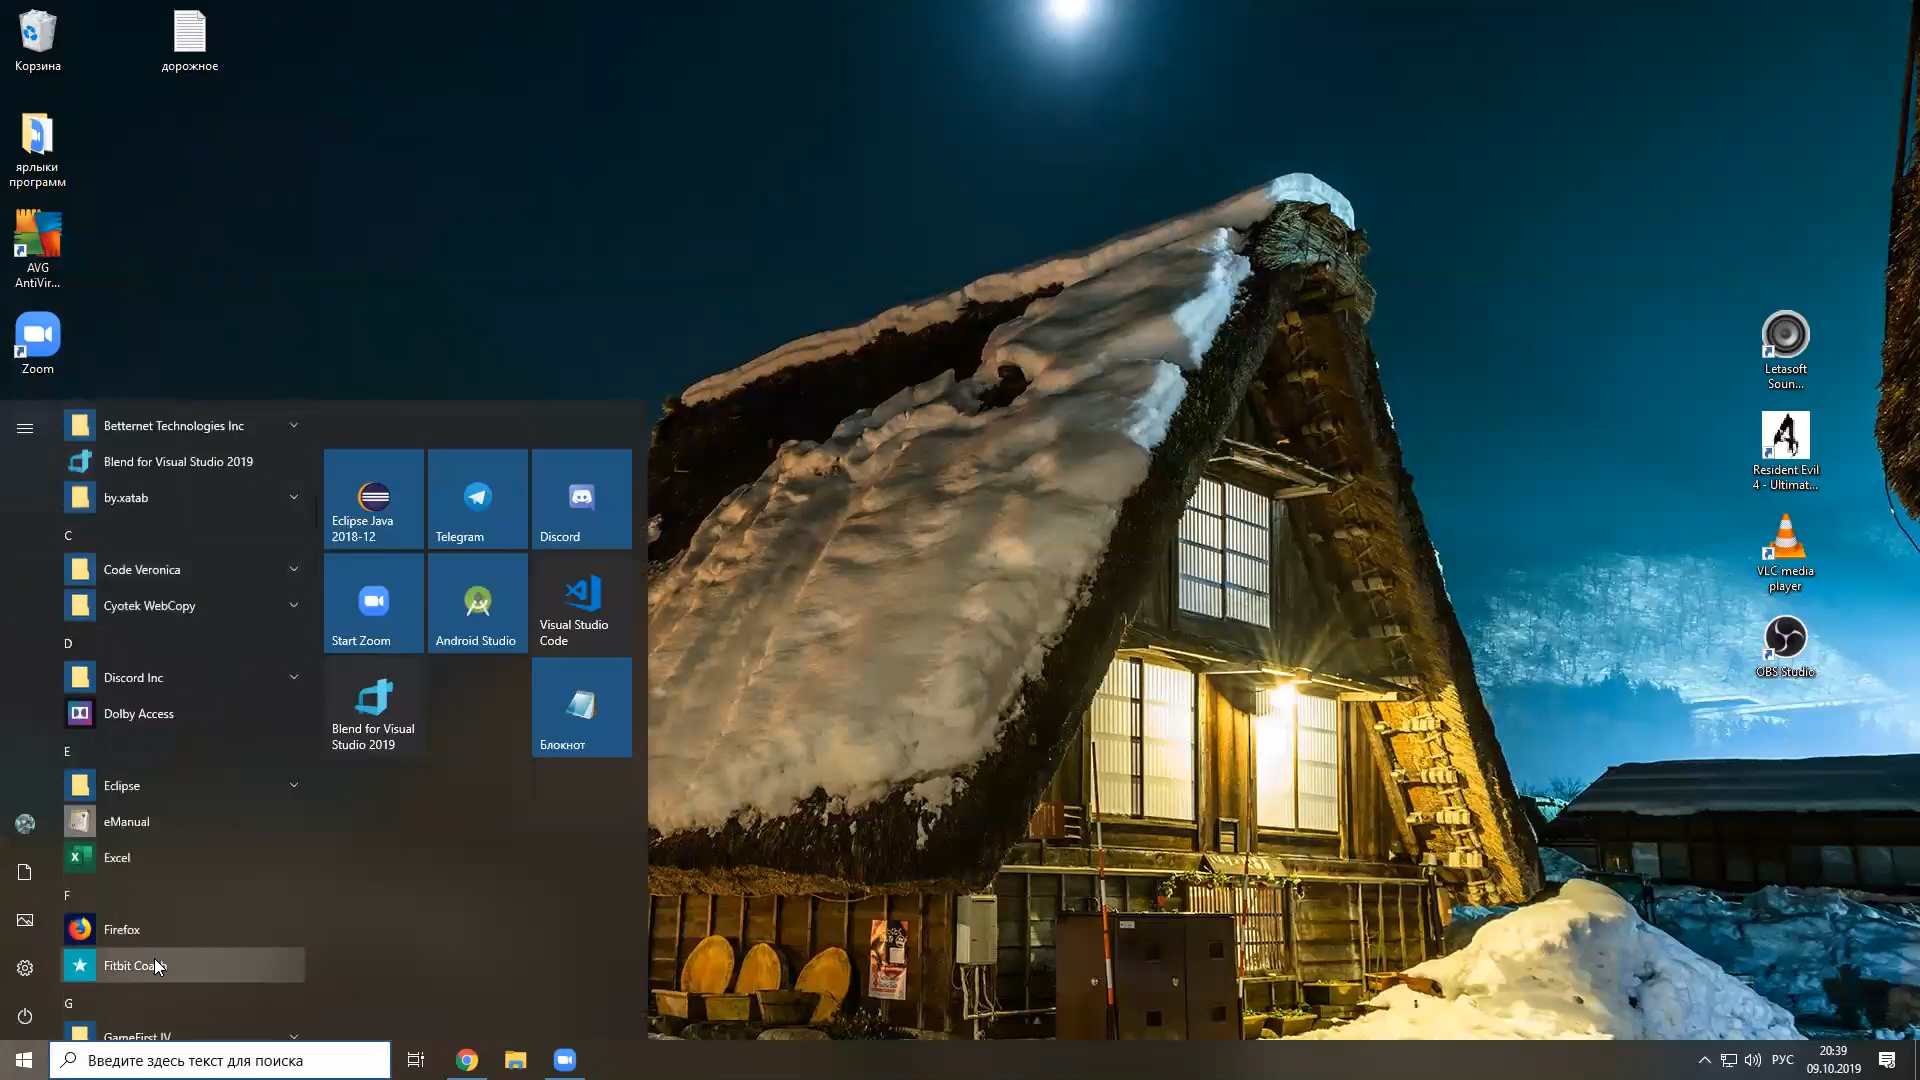 Корзина
дорожное
ярлыки
программ
AVG
AntiVir...
Zoom
Letasoft
Soun...
Resident Evil
4 - Ultimat...
VLC media
player
OBS Studio
Betternet Technologies Inc
Blend for Visual Studio 2019
by.xatab
C
Code Veronica
Cyotek WebCopy
D
Discord Inc
Dolby Access
E
Eclipse
eManual
Excel
F
Firefox
Fitbit Coach
G
GameFirst IV
Eclipse Java
2018-12
Telegram
Discord
Start Zoom
Android Studio
Visual Studio
Code
Blend for Visual
Studio 2019
Блокнот
Введите здесь текст для поиска
РУС
20:39
09.10.2019